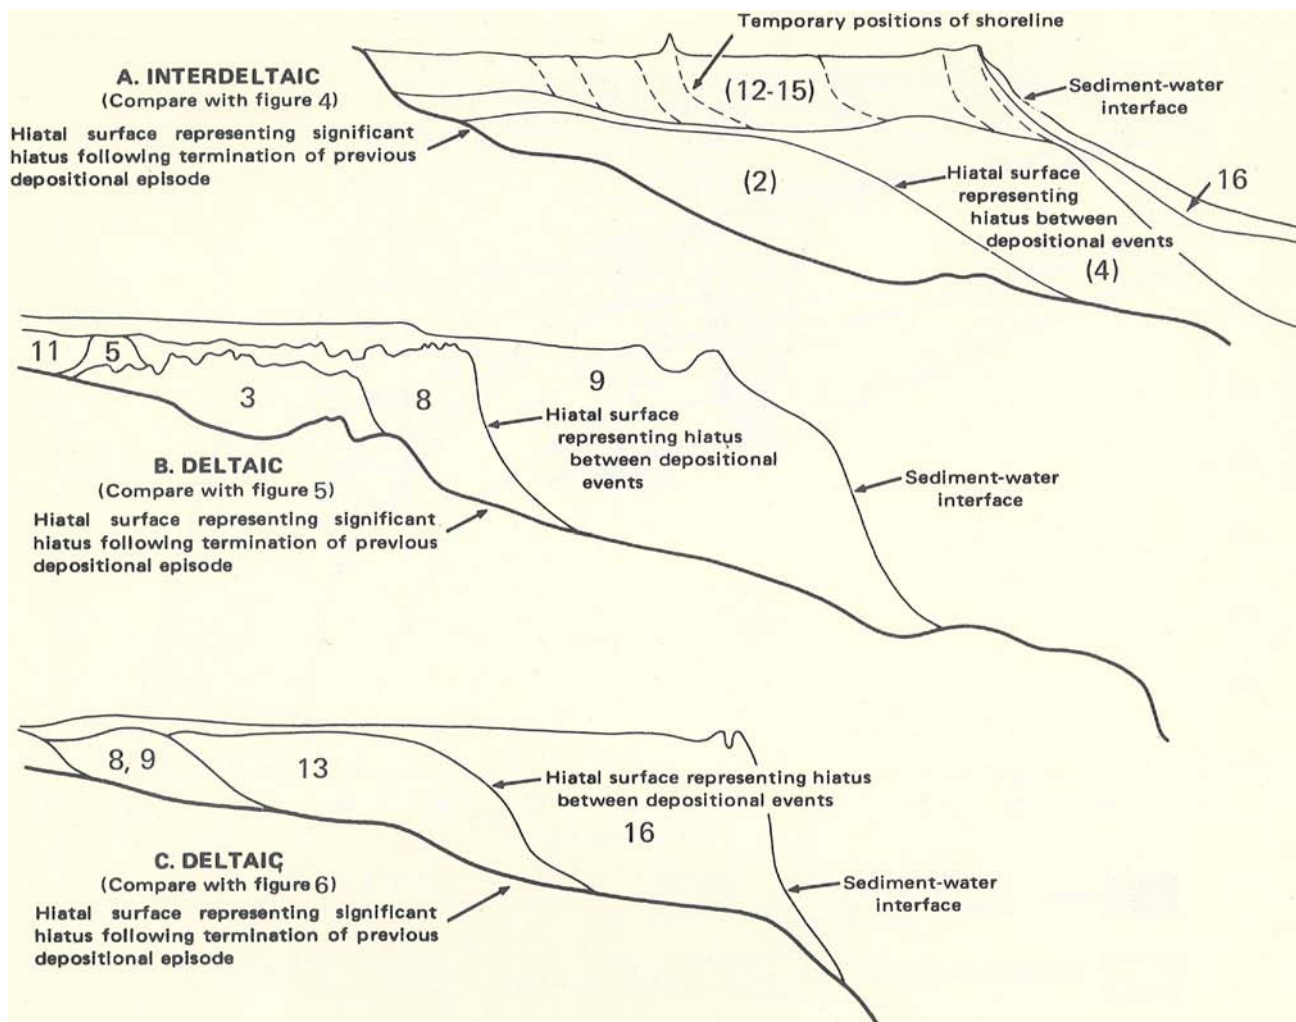 Temporary positions of shoreline
A. INTERDELTAIC
(Compare with figure 4)
Hiatal surface representing significant
hiatus following termination of previous
depositional episode
(12-15)
Sediment-water
interface
(2)
Hiatal surface
representing
hiatus between
depositional events
(4)
16
11
5
3
8
9
Hiatal surface
representing hiatus
between depositional
events
B. DELTAIC
(Compare with figure 5)
Hiatal surface representing significant
hiatus following termination of previous
depositional episode
Sediment-water
interface
8, 9
13
Hiatal surface representing hiatus
between depositional events
16
C. DELTAIC
(Compare with figure 6)
Hiatal surface representing significant
hiatus following termination of previous
depositional episode
Sediment-water
interface